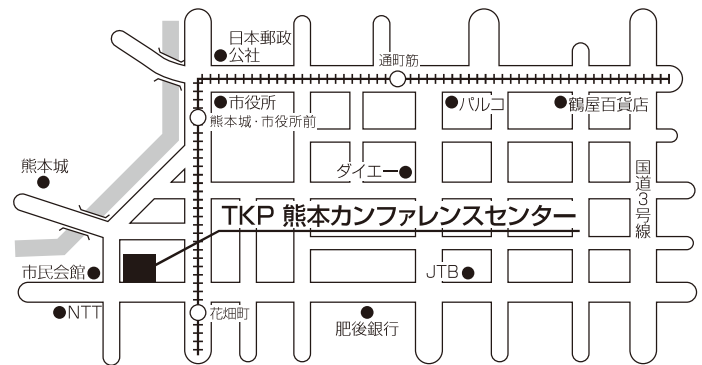 日本郵政
公社
通町筋
市役所
パルコ
鶴屋百貨店
熊本城・市役所前
熊本城
ダイエー
国道3号線
TKP 熊本カンファレンスセンター
市民会館
JTB
NTT
花畑町
肥後銀行